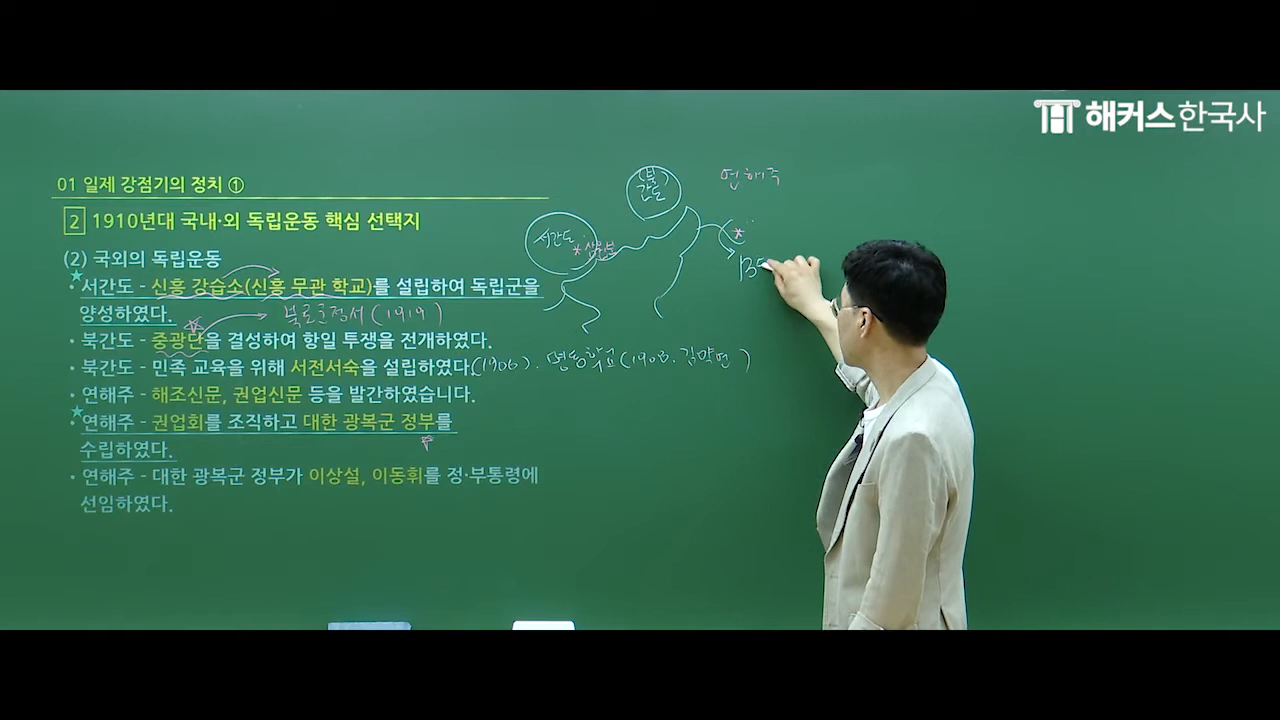 해커스한국사
01 일제 강점기의 정치 ①
2 1910년대 국내·외 독립운동 핵심 선택지
(2) 국외의 독립운동
• 서간도 - 신흥 강습소(신흥 무관 학교)를 설립하여 독립군을
양성하였다.
북로군정서(1919)
• 북간도 - 중광단을 결성하여 항일 투쟁을 전개하였다.
• 북간도 - 민족 교육을 위해 서전서숙을 설립하였다.(1906). 명동학교(1908. 김약연)
• 연해주 - 해조신문, 권업신문 등을 발간하였습니다.
• 연해주 - 권업회를 조직하고 대한 광복군 정부를
수립하였다.
• 연해주 - 대한 광복군 정부가 이상설, 이동휘를 정·부통령에
선임하였다.
(북)
간도
연해주
서간도
삼원보